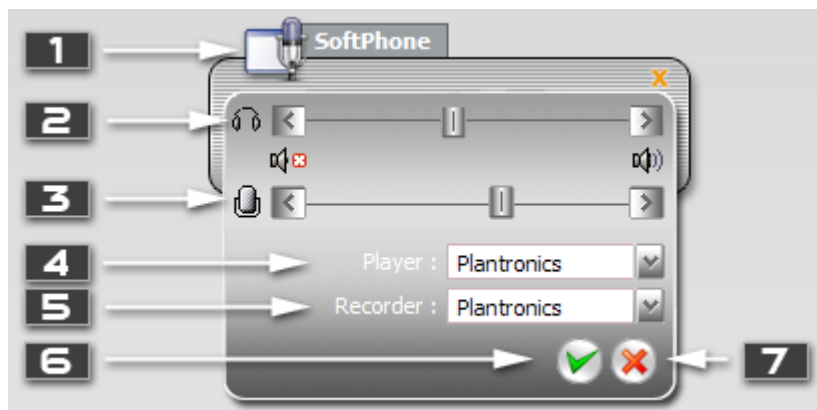 1
SoftPhone
x
2
3
4 Player : Plantronics
5 Recorder : Plantronics
6
7